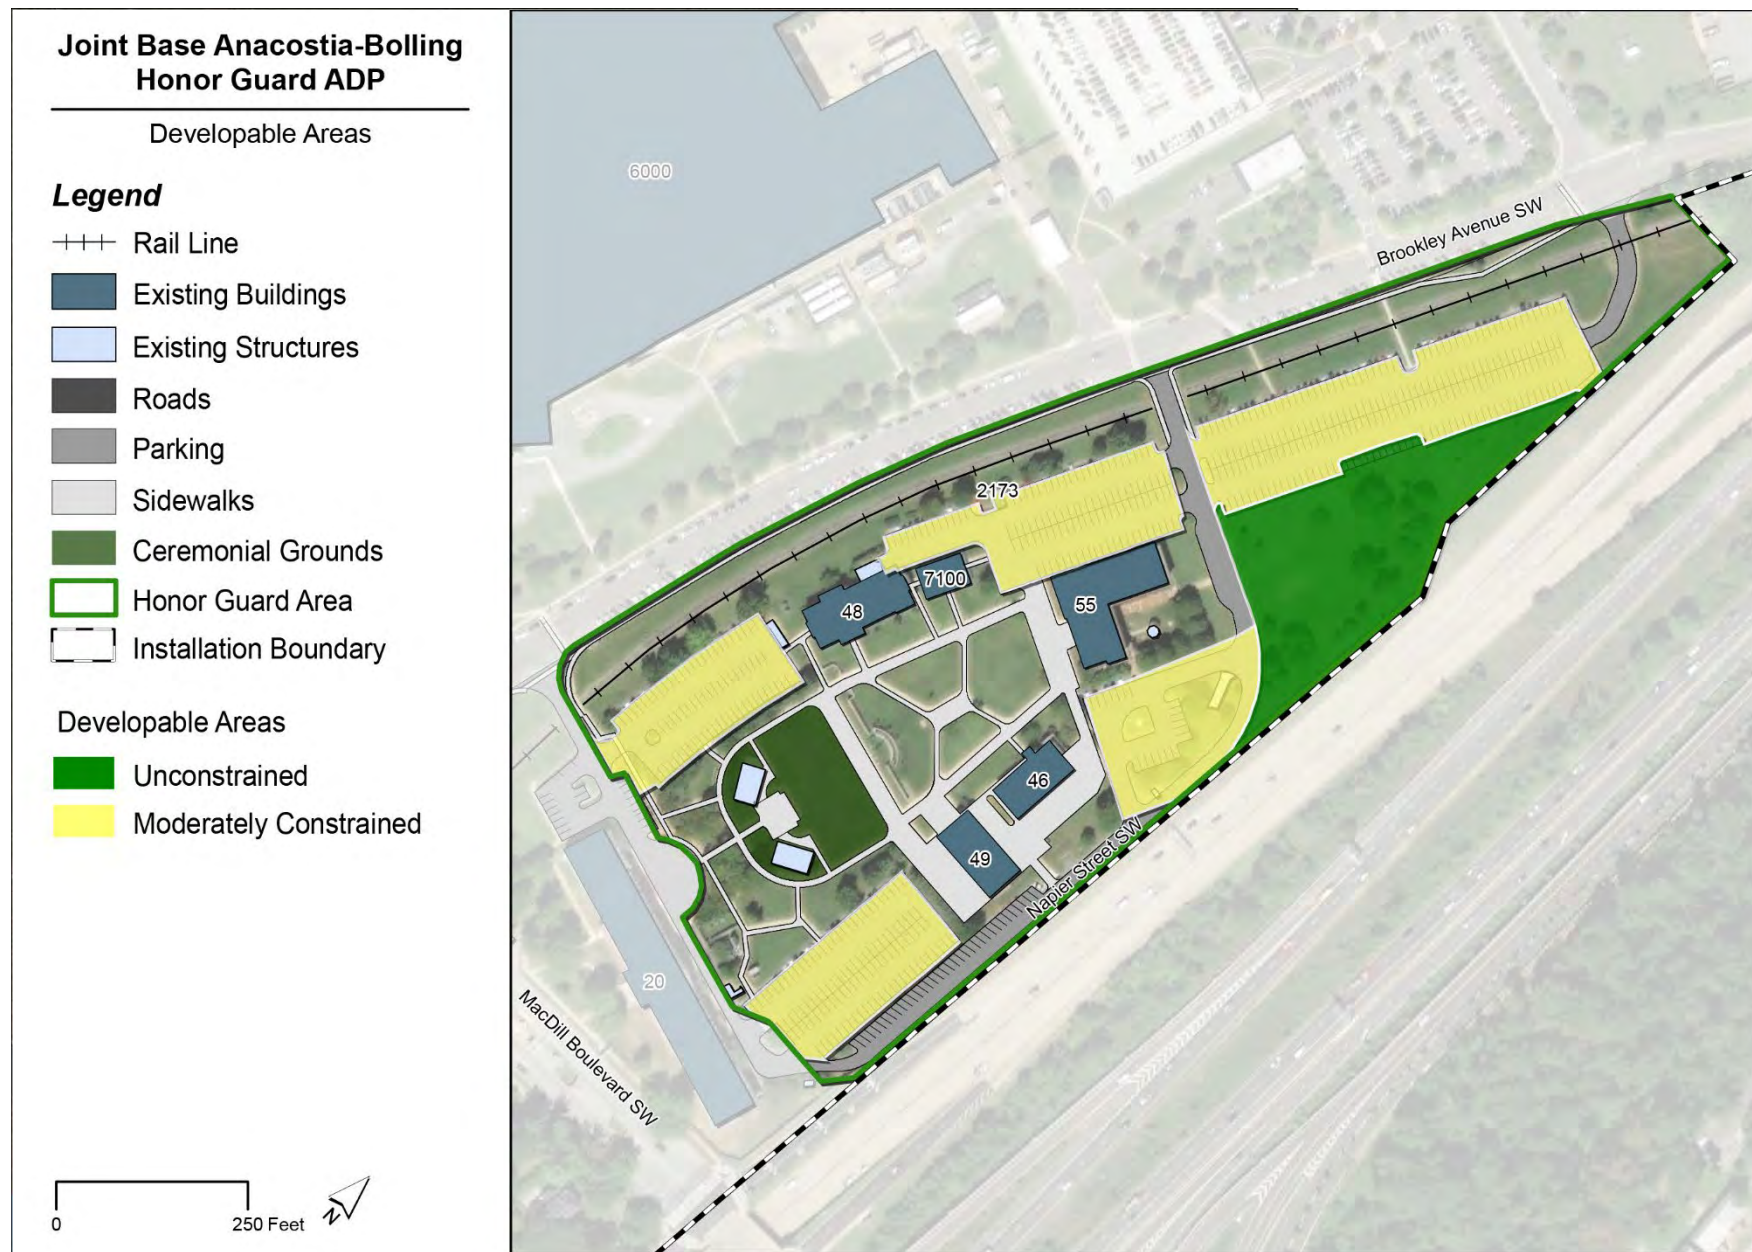 Joint Base Anacostia-Bolling
Honor Guard ADP
Developable Areas
Legend
Rail Line
Existing Buildings
Existing Structures
Roads
Parking
Sidewalks
Ceremonial Grounds
Honor Guard Area
Installation Boundary
Developable Areas
Unconstrained
Moderately Constrained
0
250 Feet
N
6000
Brookley Avenue SW
2173
7100
48
55
46
49
Napier Street SW
20
MacDill Boulevard SW